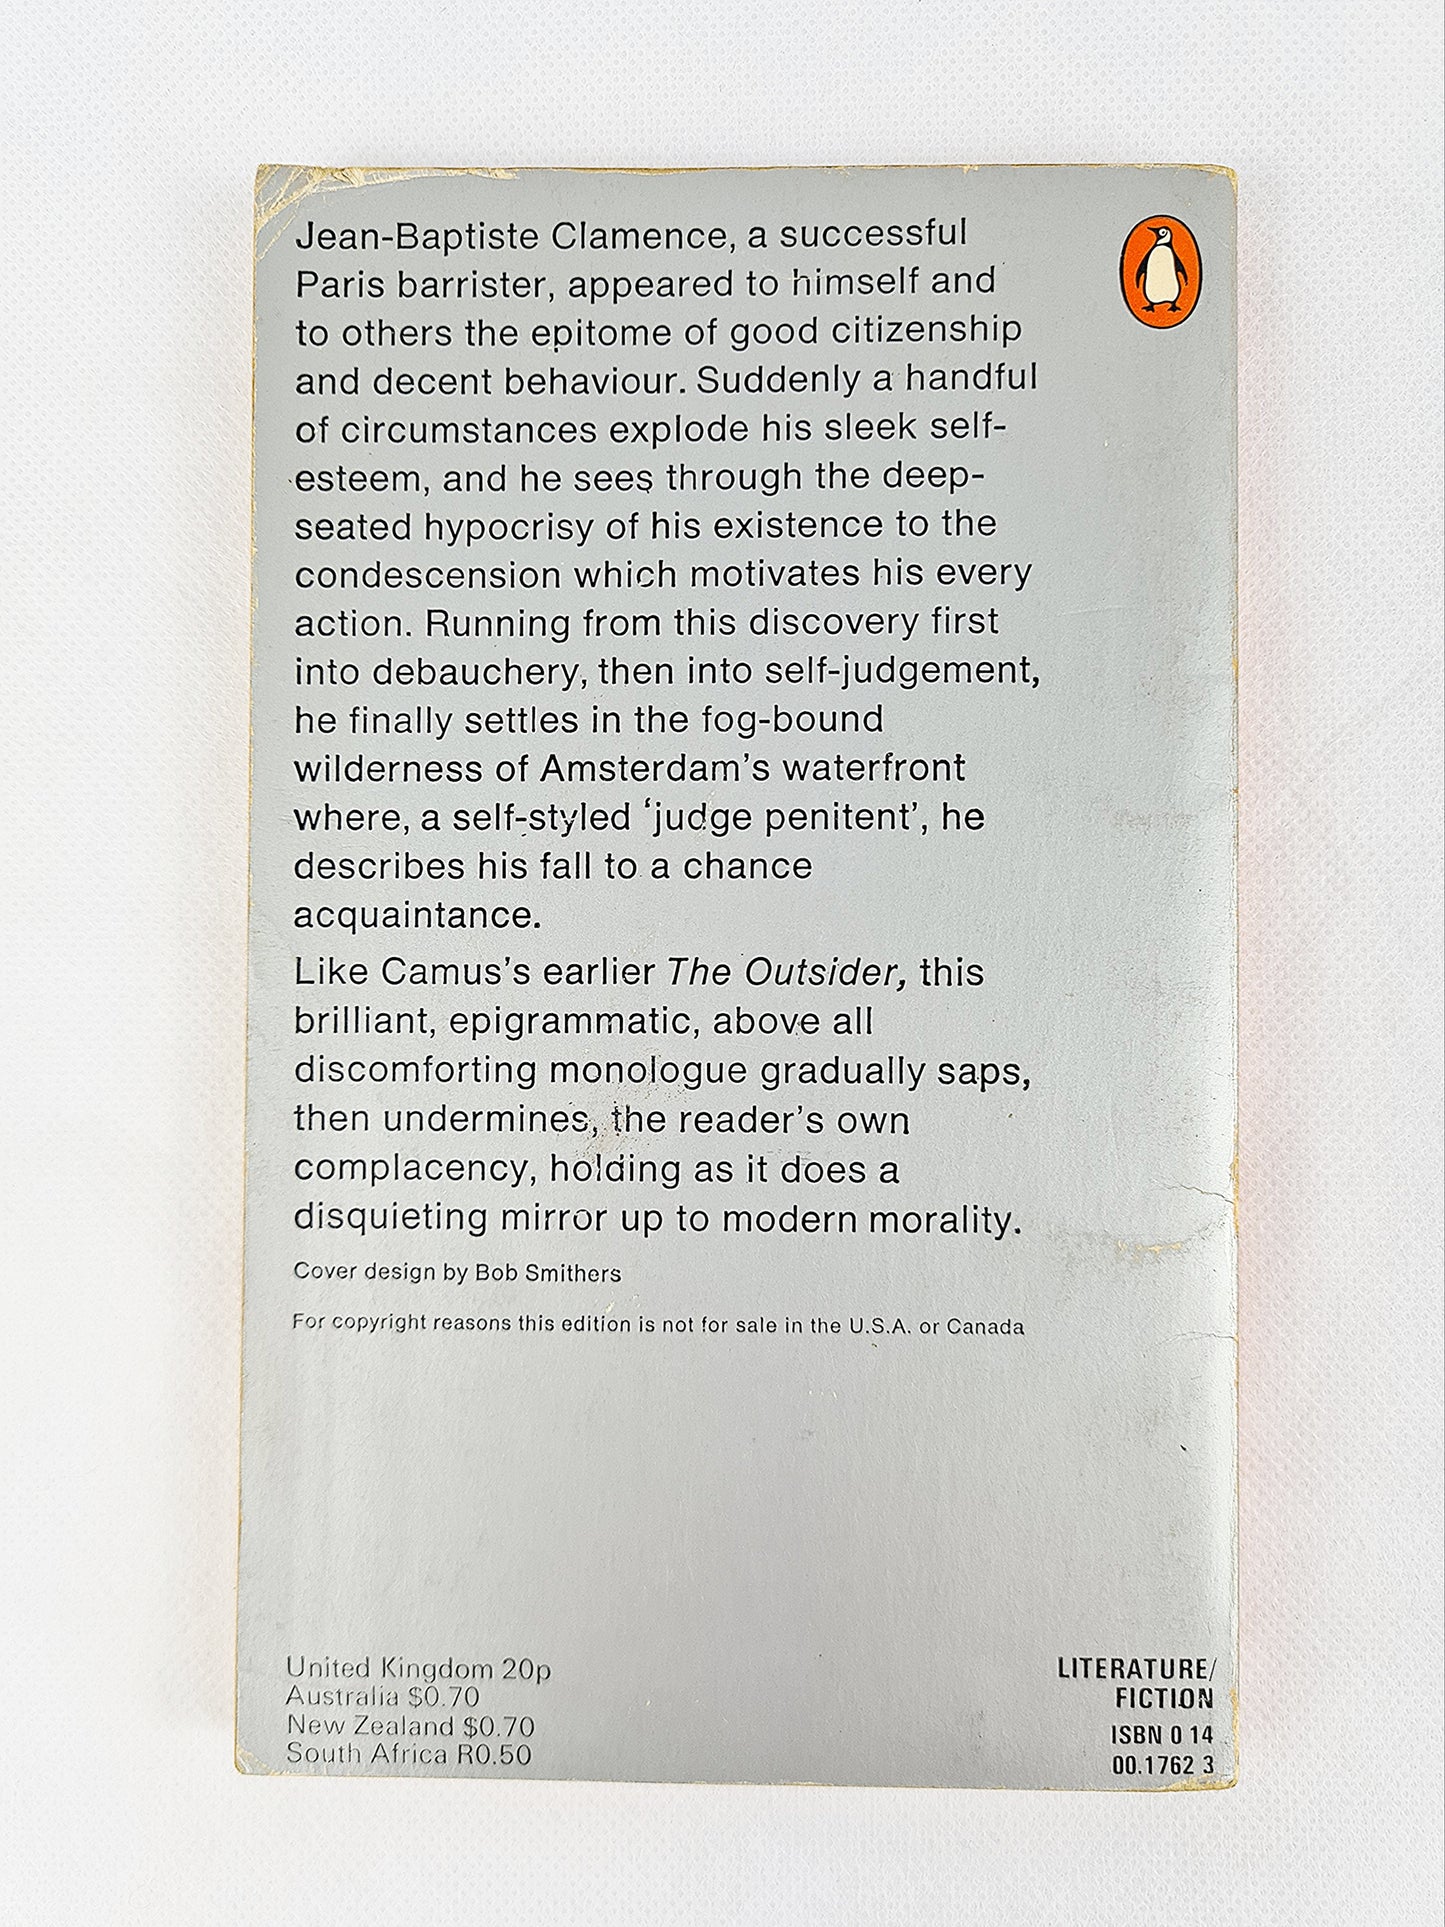 Jean-Baptiste Clamence, a successful
Paris barrister, appeared to himself and
to others the epitome of good citizenship
and decent behaviour. Suddenly a handful
of circumstances explode his sleek self-
esteem, and he sees through the deep-
seated hypocrisy of his existence to the
condescension which motivates his every
action. Running from this discovery first
into debauchery, then into self-judgement,
he finally settles in the fog-bound
wilderness of Amsterdam's waterfront
where, a self-styled ‘judge penitent’, he
describes his fall to a chance
acquaintance.
Like Camus's earlier The Outsider, this
brilliant, epigrammatic, above all
discomforting monologue gradually saps,
then undermines, the reader's own
complacency, holding as it does a
disquieting mirror up to modern morality.
Cover design by Bob Smithers
For copyright reasons this edition is not for sale in the U.S.A. or Canada
United Kingdom 20p
Australia $0.70
New Zealand $0.70
South Africa R0.50
LITERATURE/
FICTION
ISBN 0 14
00.1762 3